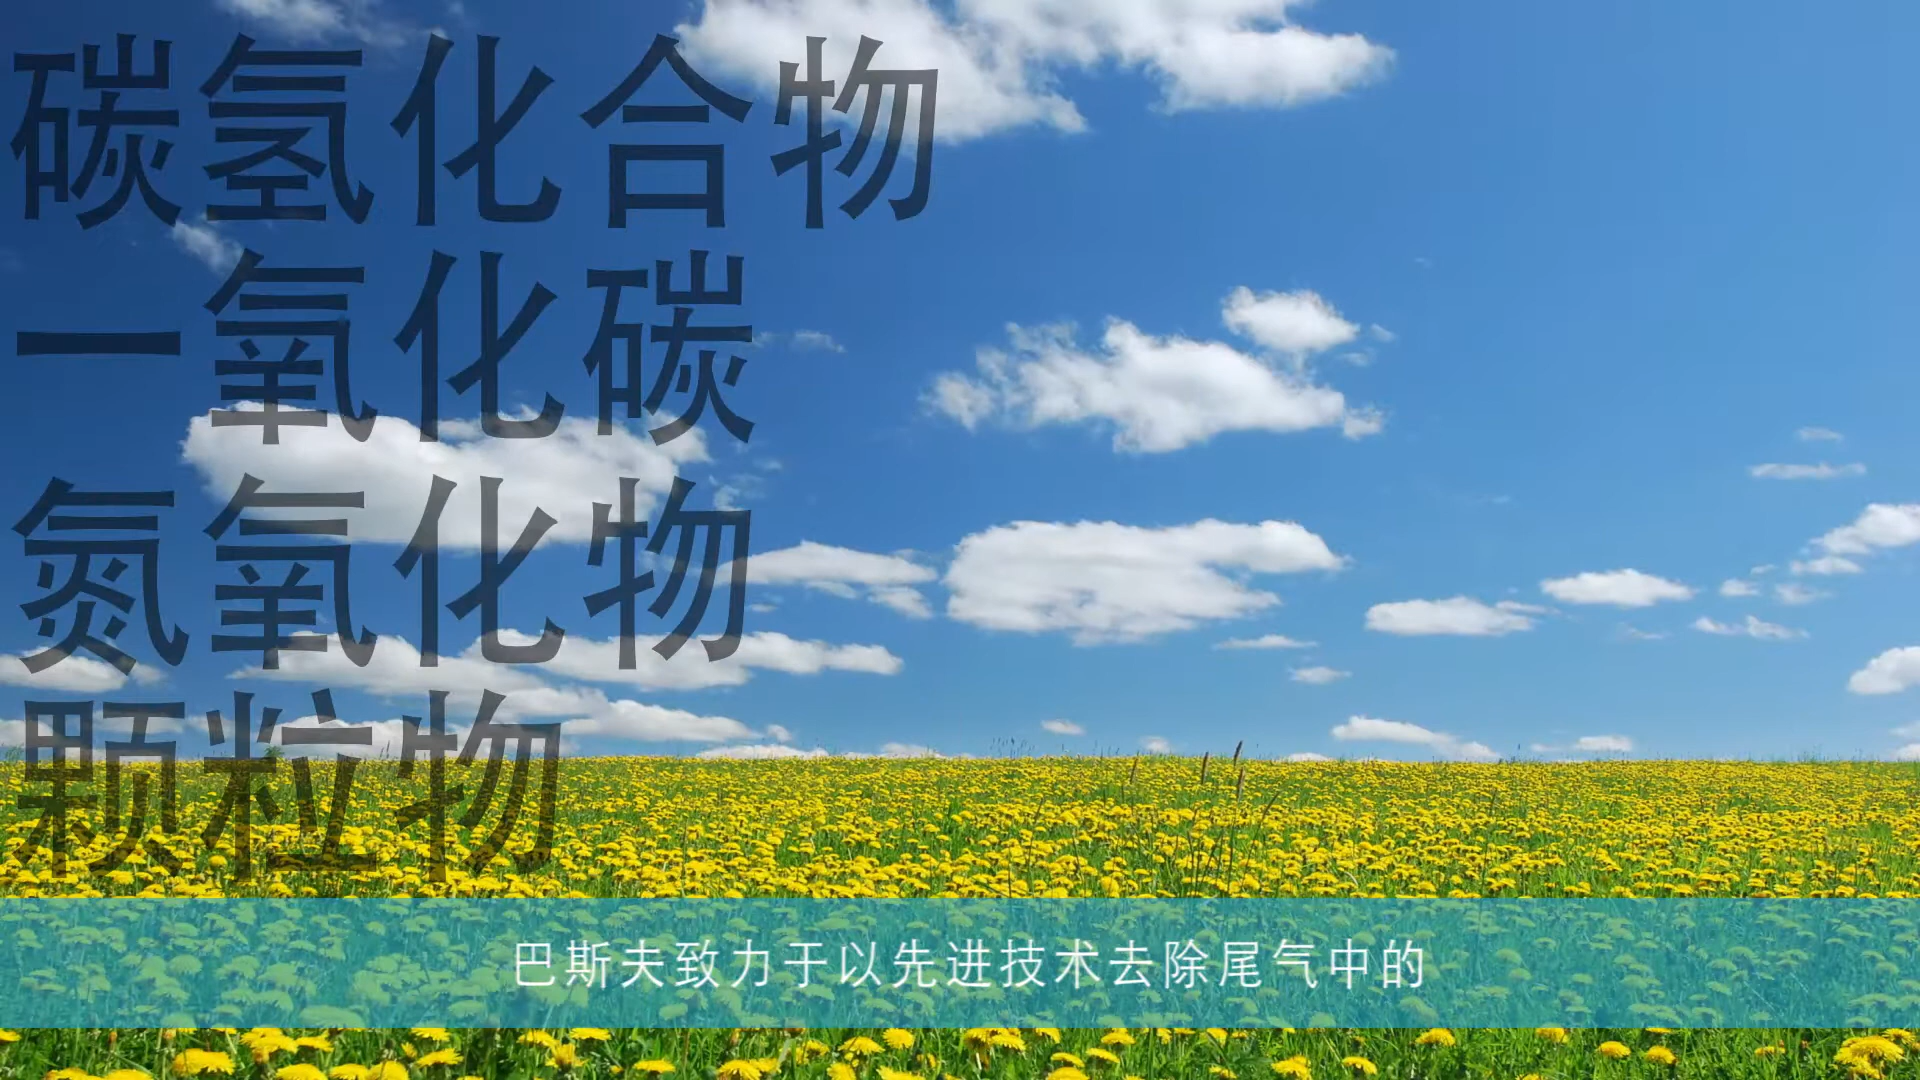 碳氢化合物
一氧化碳
氮氧化物
颗粒物
巴斯夫致力于以先进技术去除尾气中的